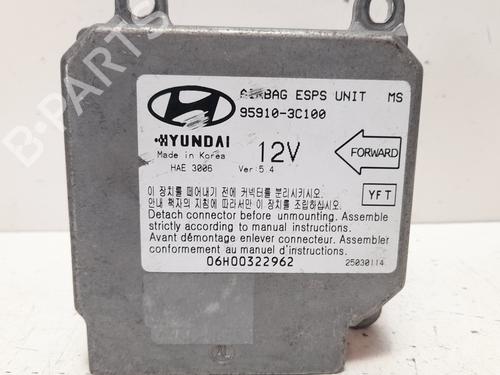 B-PARTS
AIRBAG ESPS UNIT MS
95910-3C100
HYUNDAI
Made in Korea
12V
FORWARD
HAE 3006
Ver: 5.4
YFT
이 장치를 떼어내기 전에 커넥터를 분리시키시오.
안내 책자의 지침에 따라서만 이 장치를 조립하십시오.
Detach connector before unmounting. Assemble
strictly according to manual instructions.
Avant démontage enlever connecteur. Assembler
conformement au manuel d'instructions.
06H00322962
25030114